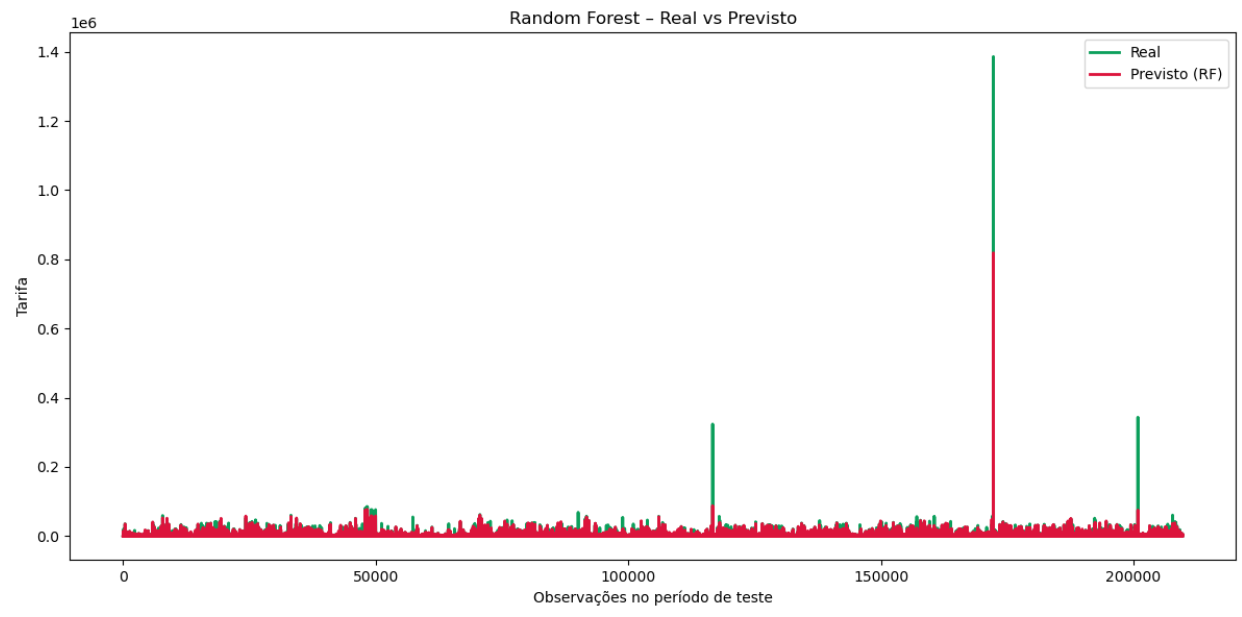 Random Forest – Real vs Previsto
1e6
Real
Previsto (RF)
1.4
1.2
1.0
0.8
0.6
0.4
0.2
0.0
Tarifa
0 50000 100000 150000 200000
Observações no período de teste